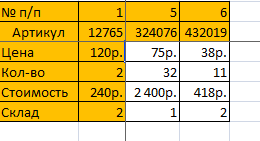 № п/п 1 5 6
Артикул 12765 324076 432019
Цена 120р. 75р. 38р.
Кол-во 2 32 11
Стоимость 240р. 2 400р. 418р.
Склад 2 1 2